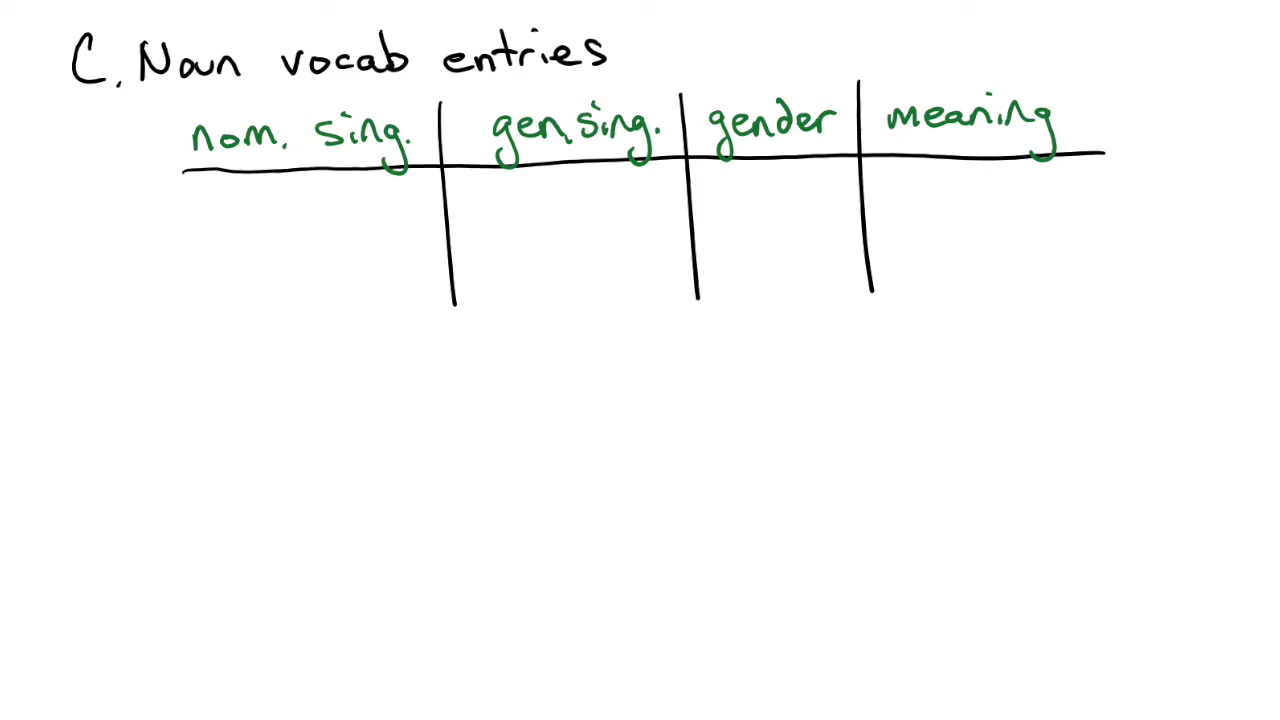 C. Noun vocab entries
nom. sing. gen. sing. gender meaning